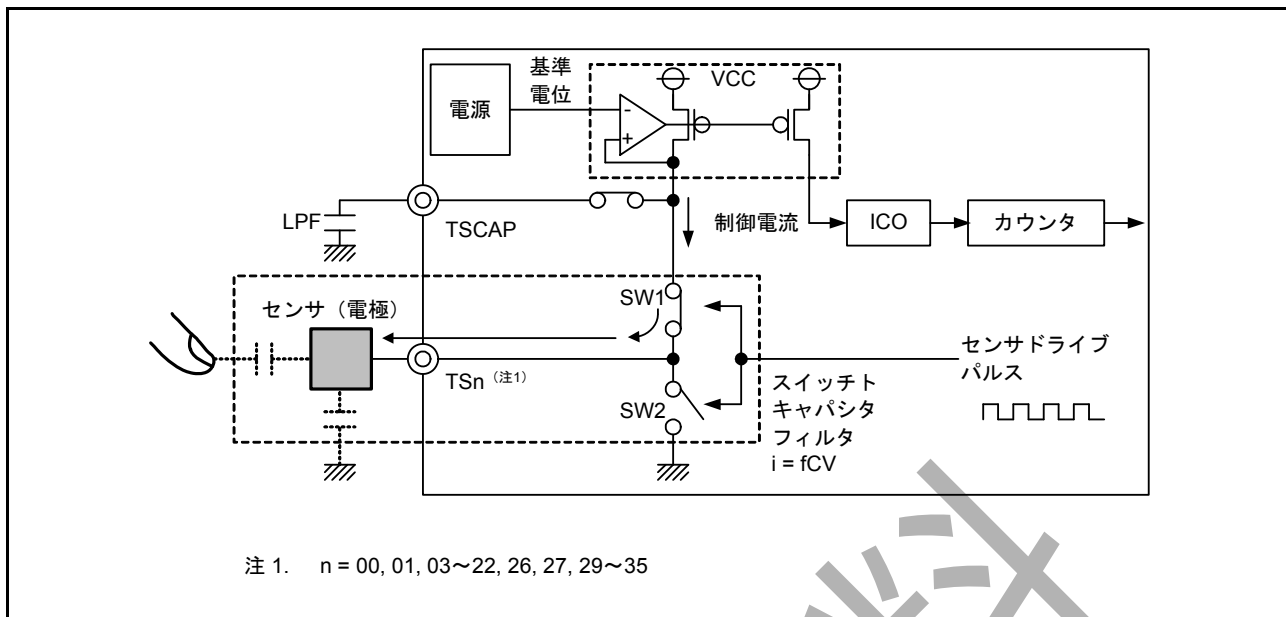 基準
電位
VCC
電源
-
+
LPF
TSCAP
制御電流
ICO
カウンタ
センサ（電極）
SW1
TSn（注1）
SW2
スイッチト
キャパシタ
フィルタ
i = fCV
センサドライブ
パルス
注 1. n = 00, 01, 03～22, 26, 27, 29～35